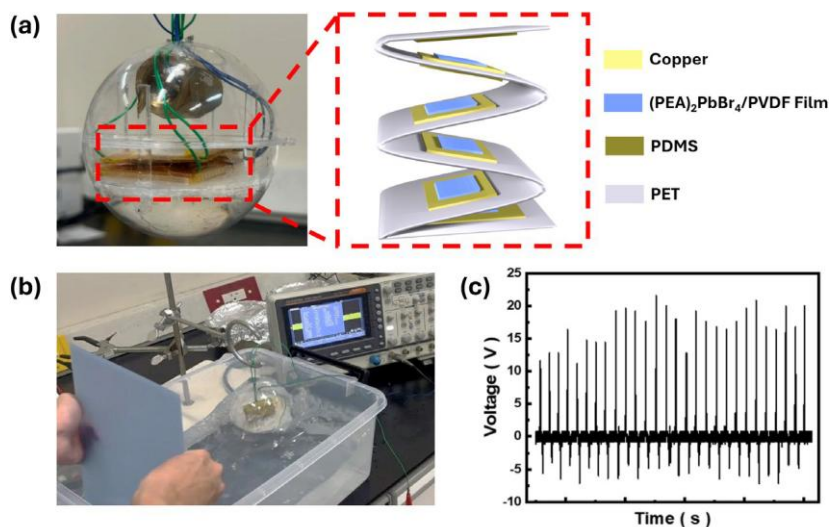 (a)
Copper
(PEA)₂PbBr₄/PVDF Film
PDMS
PET
(b)
(c)
25
20
15
10
5
0
-5
-10
Voltage ( V )
Time ( s )